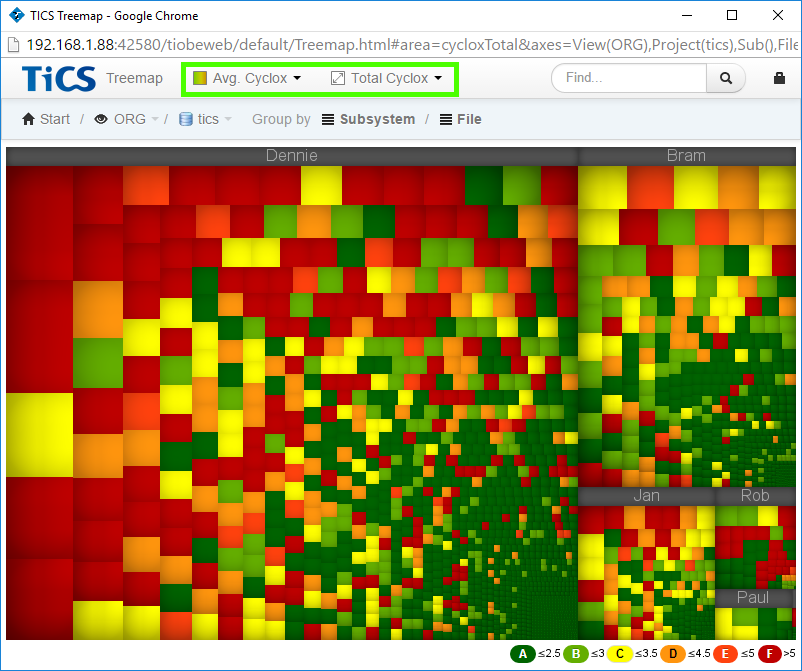 TICS Treemap - Google Chrome
192.168.1.88:42580/tiobeweb/default/Treemap.html#area=cycloxTotal&axes=View(ORG),Project(tics),Sub(),File
TiCS Treemap Avg. Cyclox Total Cyclox Find...
Start / ORG / tics Group by Subsystem / File
Dennie Bram
Jan Rob
Paul
A ≤2.5 B ≤3 C ≤3.5 D ≤4.5 E ≤5 F >5